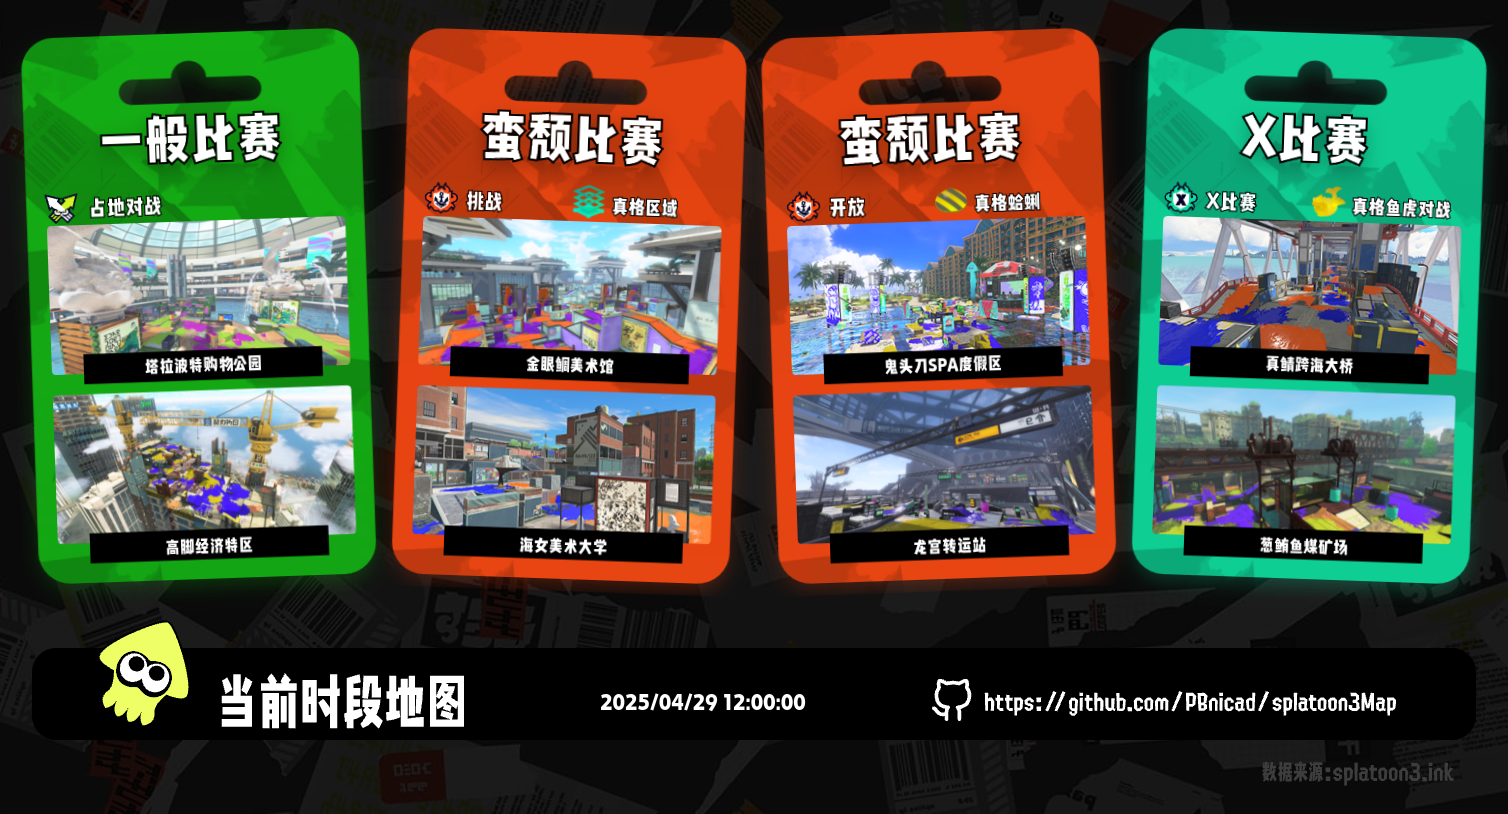 一般比赛
占地对战
塔拉波特购物公园
高脚经济特区
蛮颓比赛
挑战
真格区域
金眼鲷美术馆
海女美术大学
蛮颓比赛
开放
真格蛤蜊
鬼头刀SPA度假区
龙宫转运站
X比赛
X比赛
真格鱼虎对战
真鲭跨海大桥
葱鲔鱼煤矿场
当前时段地图
2025/04/29 12:00:00
https://github.com/PBnicad/splatoon3Map
数据来源:splatoon3.ink